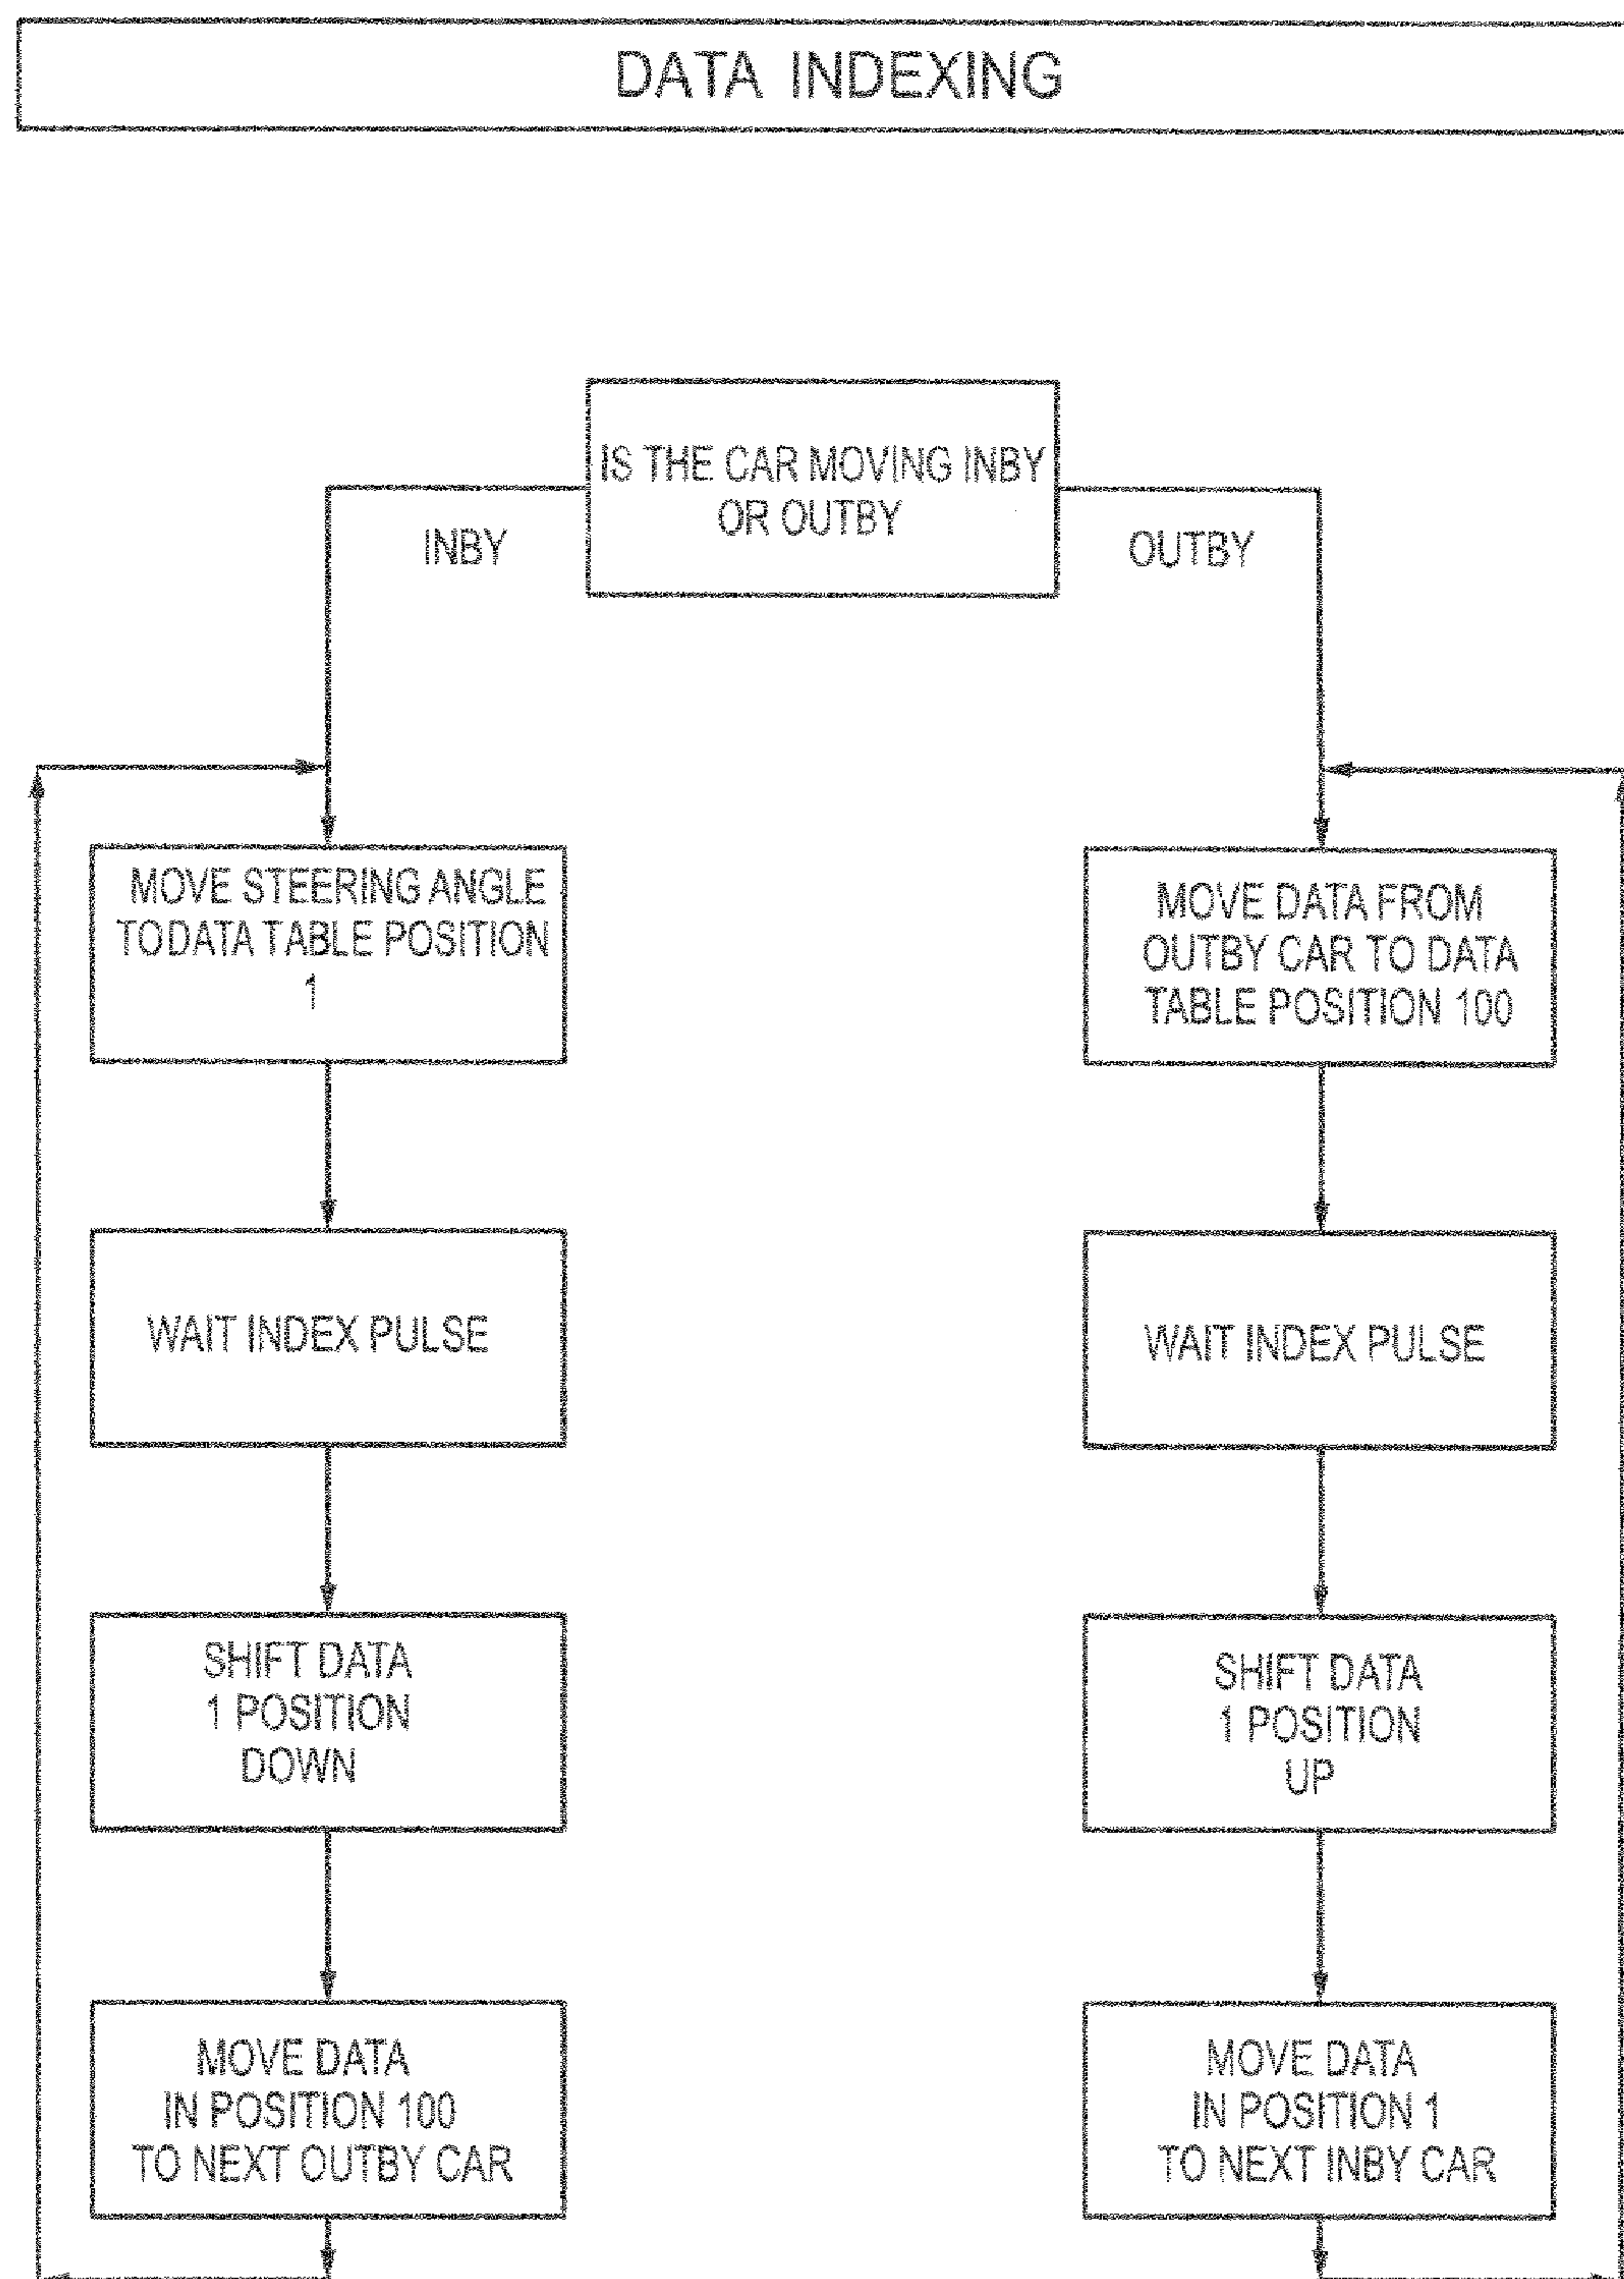 DATA INDEXING
IS THE CAR MOVING INBY
OR OUTBY
INBY
OUTBY
MOVE STEERING ANGLE
TO DATA TABLE POSITION
1
WAIT INDEX PULSE
SHIFT DATA
1 POSITION
DOWN
MOVE DATA
IN POSITION 100
TO NEXT OUTBY CAR
MOVE DATA FROM
OUTBY CAR TO DATA
TABLE POSITION 100
WAIT INDEX PULSE
SHIFT DATA
1 POSITION
UP
MOVE DATA
IN POSITION 1
TO NEXT INBY CAR